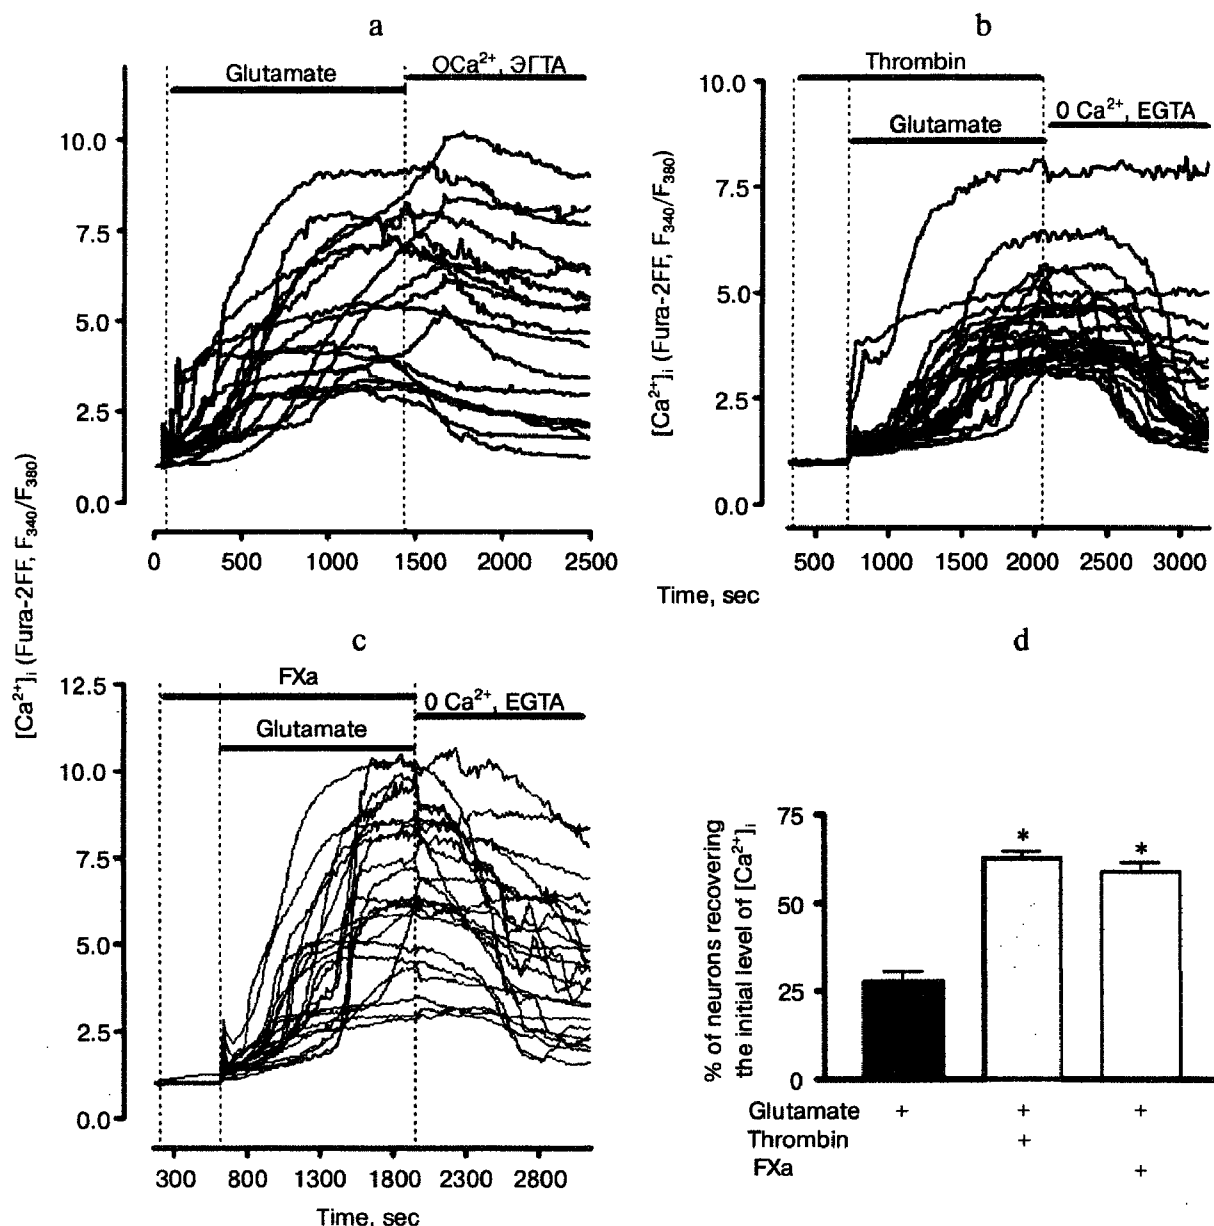 a
Glutamate
OCa²⁺, ЭГТА
10.0
7.5
5.0
2.5
0.0
0 500 1000 1500 2000 2500
[Ca²⁺]ᵢ (Fura-2FF, F₃₄₀/F₃₈₀)
b
Thrombin
Glutamate
0 Ca²⁺, EGTA
10.0
7.5
5.0
2.5
0.0
[Ca²⁺]ᵢ (Fura-2FF, F₃₄₀/F₃₈₀)
500 1000 1500 2000 2500 3000
Time, sec
c
FXa
Glutamate
0 Ca²⁺, EGTA
12.5
10.0
7.5
5.0
2.5
0.0
300 800 1300 1800 2300 2800
Time, sec
d
% of neurons recovering
the initial level of [Ca²⁺]ᵢ
75
50
25
0
* *
Glutamate + + +
Thrombin +
FXa +